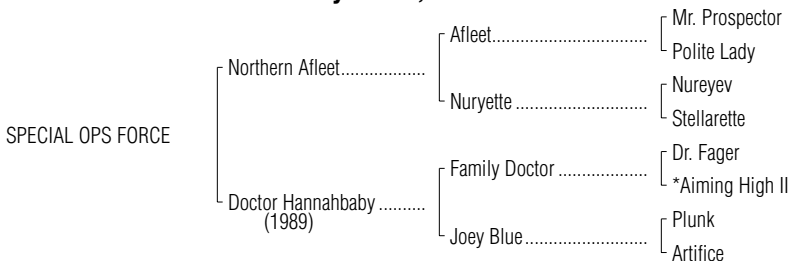 Mr. Prospector
Afleet
Polite Lady
Northern Afleet
Nureyev
Nuryette
Stellarette
SPECIAL OPS FORCE
Dr. Fager
Family Doctor
*Aiming High II
Doctor Hannahbaby
(1989)
Plunk
Joey Blue
Artifice